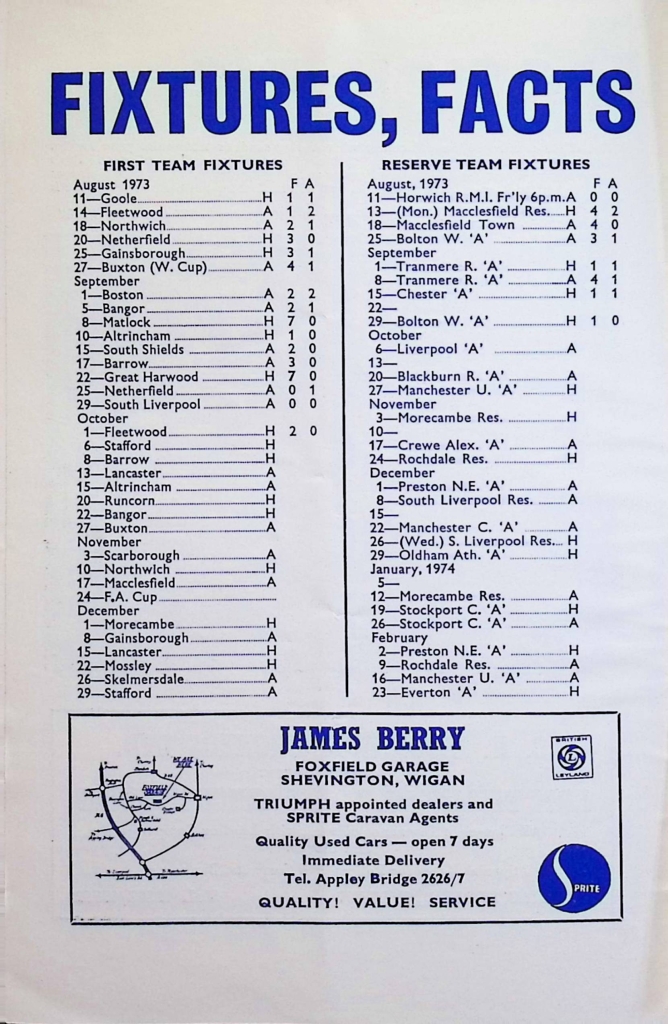 FIXTURES, FACTS
FIRST TEAM FIXTURES
August 1973 F A
11—Goole H 1 1
14—Fleetwood A 1 2
18—Northwich A 2 1
20—Netherfield H 3 0
25—Gainsborough H 3 1
27—Buxton (W. Cup) A 4 1
September
1—Boston A 2 2
5—Bangor A 2 1
8—Matlock H 7 0
10—Altrincham H 1 0
15—South Shields A 2 0
17—Barrow A 3 0
22—Great Harwood H 7 0
25—Netherfield A 0 1
29—South Liverpool A 0 0
October
1—Fleetwood H 2 0
6—Stafford H
8—Barrow H
13—Lancaster A
15—Altrincham A
20—Runcorn H
22—Bangor H
27—Buxton A
November
3—Scarborough A
10—Northwich H
17—Macclesfield A
24—F.A. Cup
December
1—Morecambe H
8—Gainsborough A
15—Lancaster H
22—Mossley H
26—Skelmersdale A
29—Stafford A
RESERVE TEAM FIXTURES
August, 1973 F A
11—Horwich R.M.I. Fr'ly 6p.m. A 0 0
13—(Mon.) Macclesfield Res. H 4 2
18—Macclesfield Town A 4 0
25—Bolton W. 'A' A 3 1
September
1—Tranmere R. 'A' H 1 1
8—Tranmere R. 'A' A 4 1
15—Chester 'A' H 1 1
22—
29—Bolton W. 'A' H 1 0
October
6—Liverpool 'A' A
13—
20—Blackburn R. 'A' A
27—Manchester U. 'A' H
November
3—Morecambe Res. H
10—
17—Crewe Alex. 'A' A
24—Rochdale Res. H
December
1—Preston N.E. 'A' A
8—South Liverpool Res. A
15—
22—Manchester C. 'A' A
26—(Wed.) S. Liverpool Res. H
29—Oldham Ath. 'A' H
January, 1974
5—
12—Morecambe Res. A
19—Stockport C. 'A' H
26—Stockport C. 'A' A
February
2—Preston N.E. 'A' H
9—Rochdale Res. A
16—Manchester U. 'A' A
23—Everton 'A' H
JAMES BERRY
FOXFIELD GARAGE
SHEVINGTON, WIGAN
TRIUMPH appointed dealers and
SPRITE Caravan Agents
Quality Used Cars — open 7 days
Immediate Delivery
Tel. Appley Bridge 2626/7
QUALITY! VALUE! SERVICE
BRITISH
LEYLAND
SPRITE